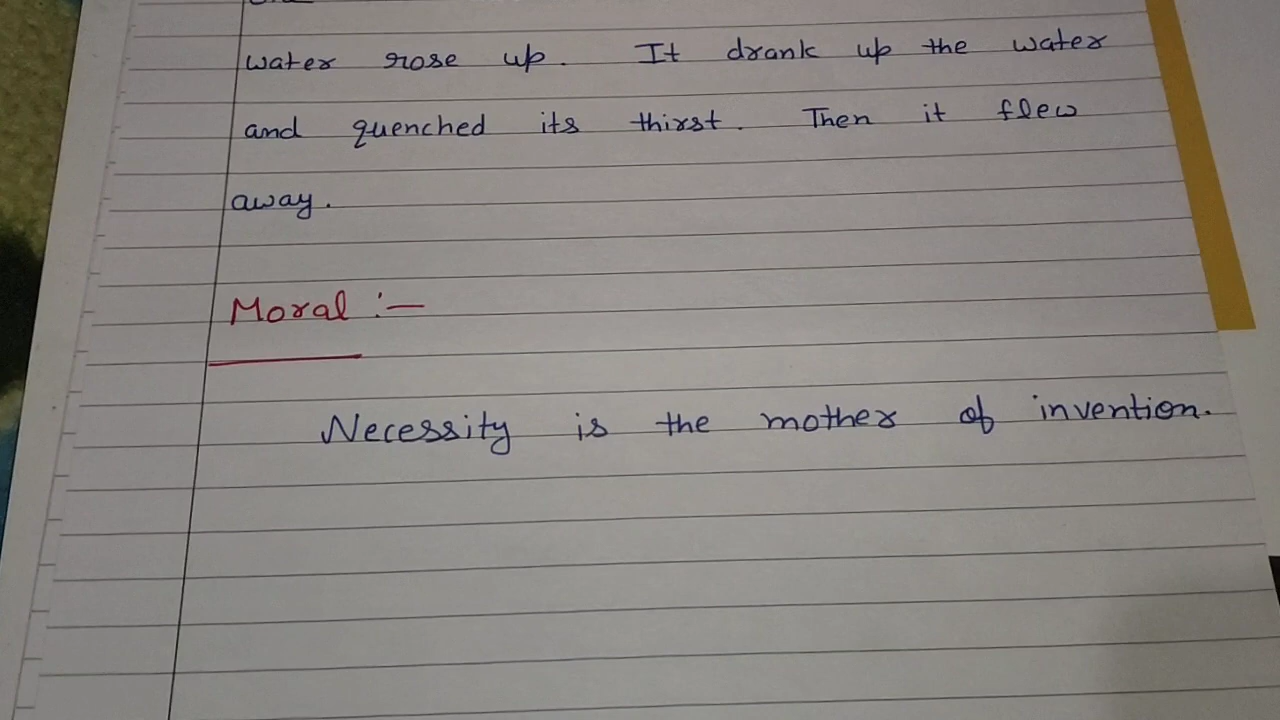 water rose up. It drank up the water
and quenched its thirst. Then it flew
away.
Moral :-
Necessity is the mother of invention.